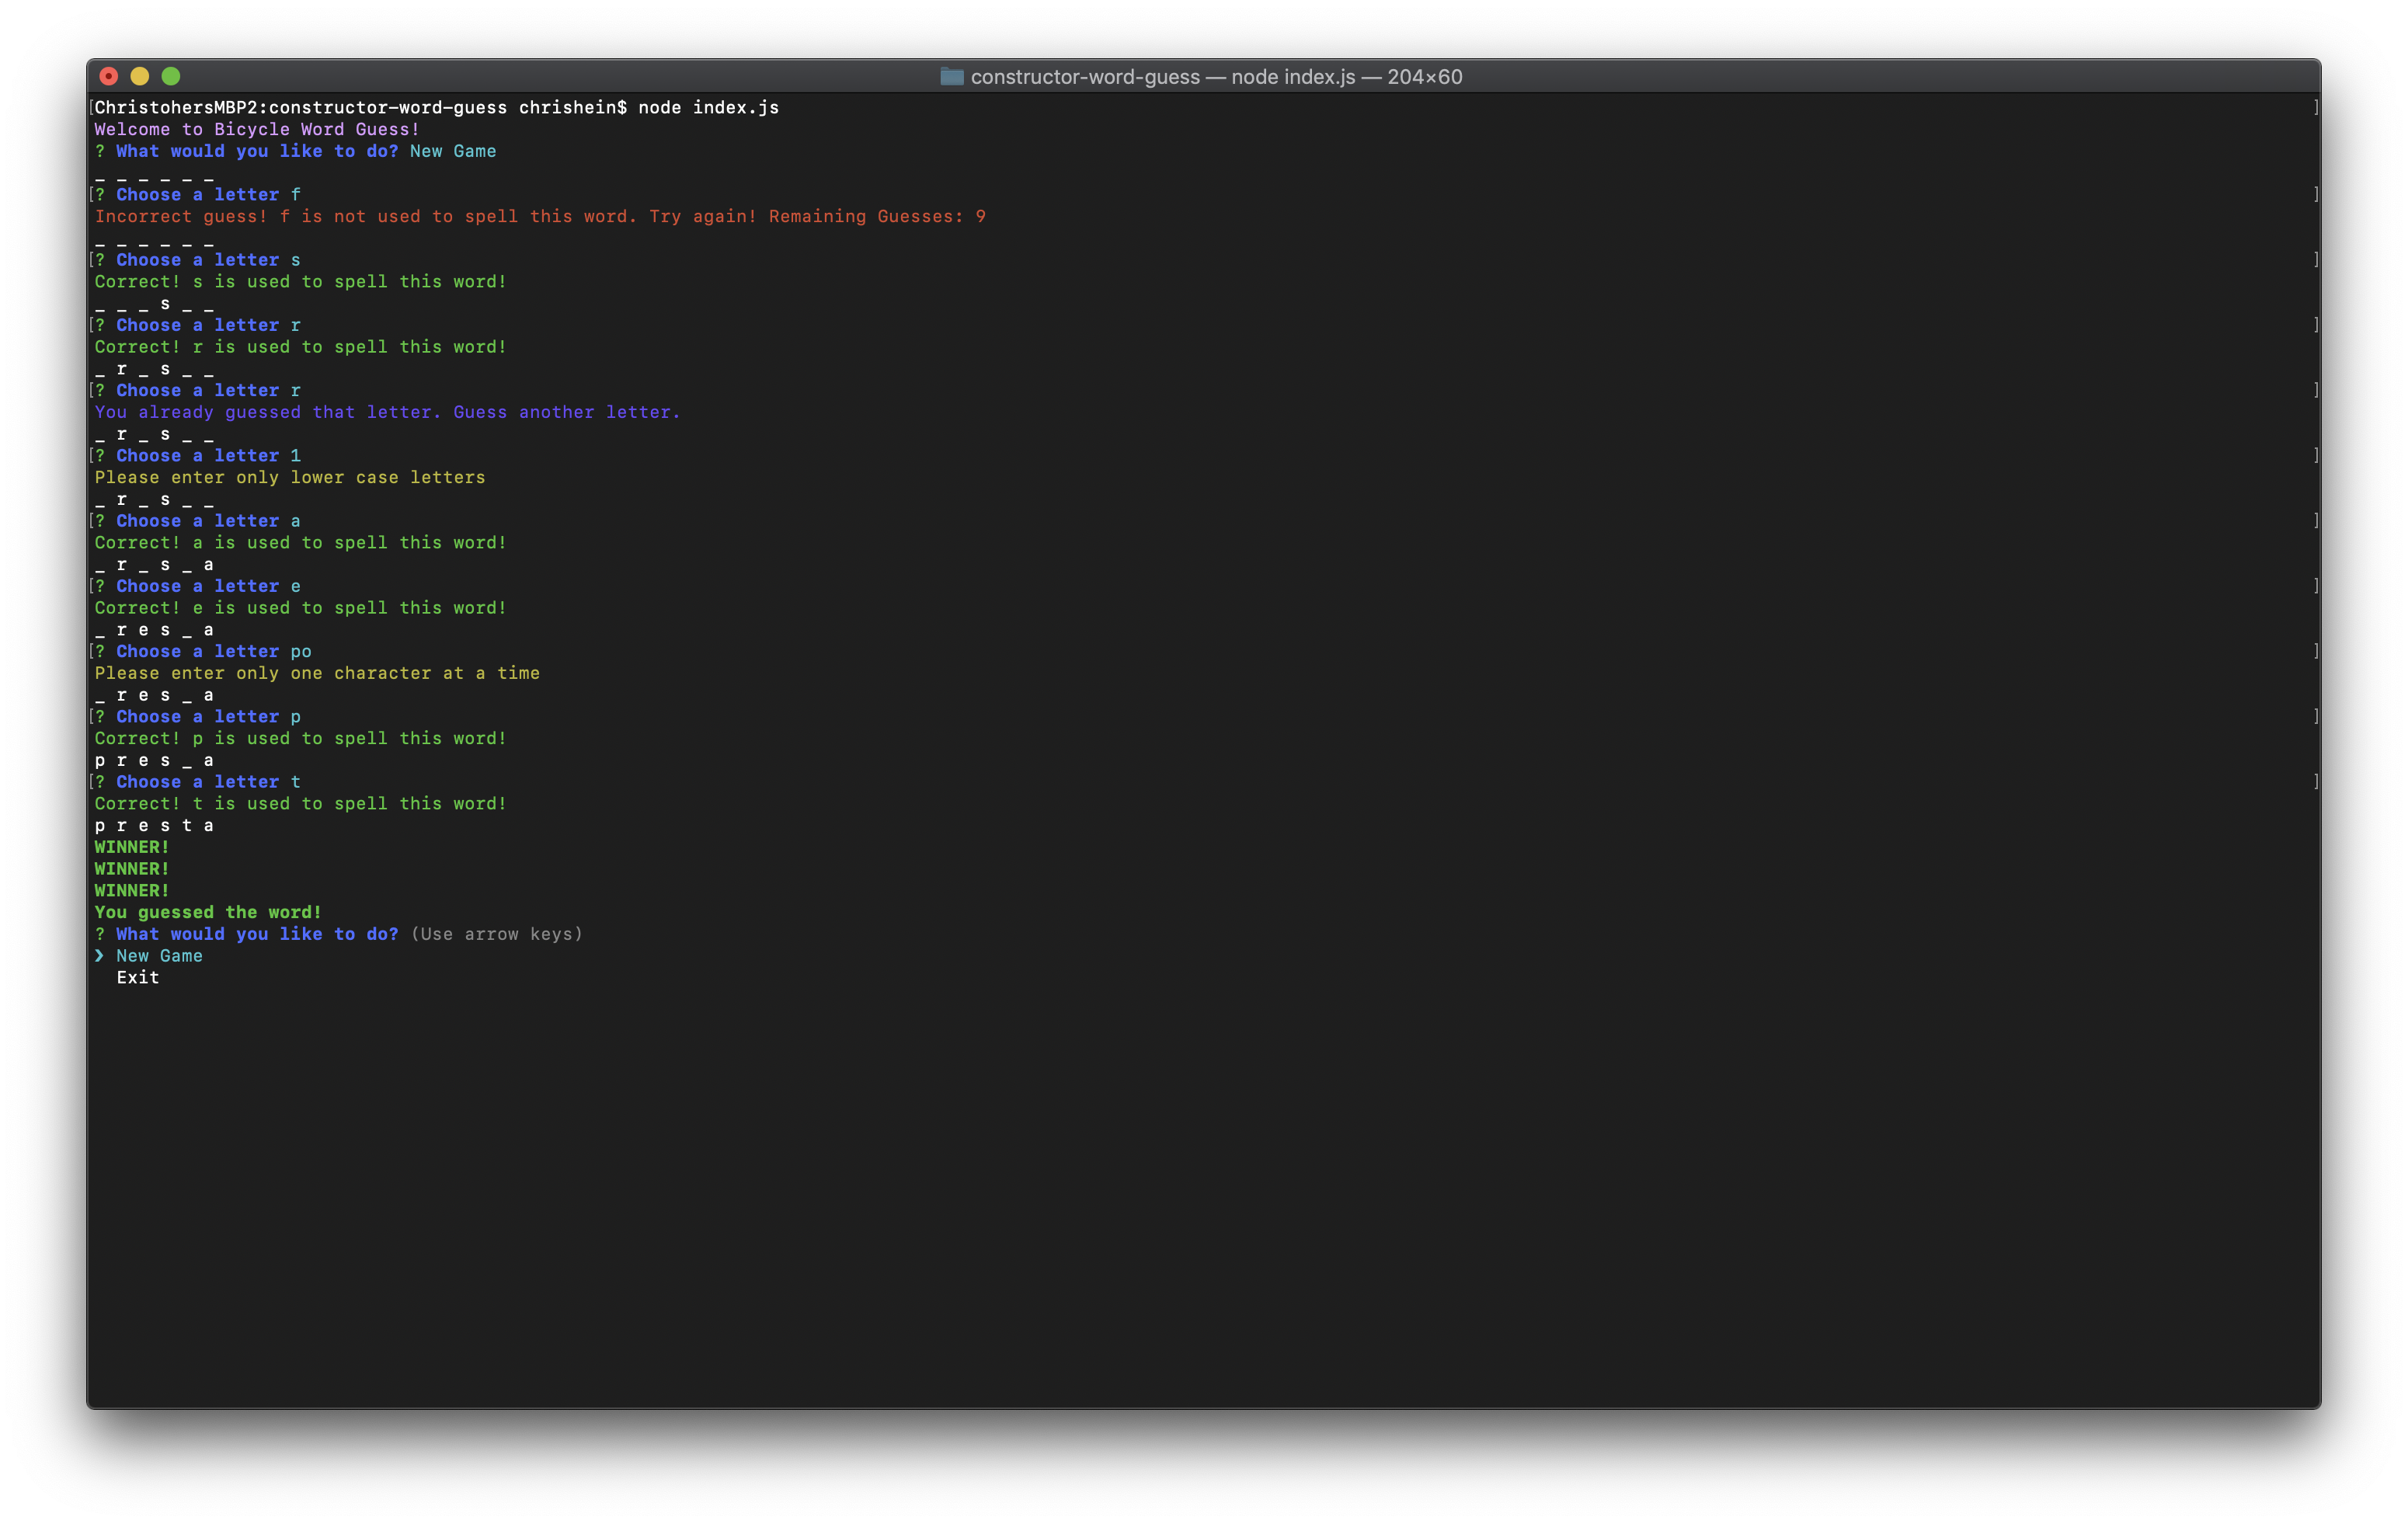 constructor-word-guess — node index.js — 204×60
[ChristohersMBP2:constructor-word-guess chrishein$ node index.js ]
Welcome to Bicycle Word Guess!
? What would you like to do? New Game
_ _ _ _ _ _
[? Choose a letter f ]
Incorrect guess! f is not used to spell this word. Try again! Remaining Guesses: 9
_ _ _ _ _ _
[? Choose a letter s ]
Correct! s is used to spell this word!
_ _ _ s _ _
[? Choose a letter r ]
Correct! r is used to spell this word!
_ r _ s _ _
[? Choose a letter r ]
You already guessed that letter. Guess another letter.
_ r _ s _ _
[? Choose a letter 1 ]
Please enter only lower case letters
_ r _ s _ _
[? Choose a letter a ]
Correct! a is used to spell this word!
_ r _ s _ a
[? Choose a letter e ]
Correct! e is used to spell this word!
_ r e s _ a
[? Choose a letter po ]
Please enter only one character at a time
_ r e s _ a
[? Choose a letter p ]
Correct! p is used to spell this word!
p r e s _ a
[? Choose a letter t ]
Correct! t is used to spell this word!
p r e s t a
WINNER!
WINNER!
WINNER!
You guessed the word!
? What would you like to do? (Use arrow keys)
❯ New Game
Exit